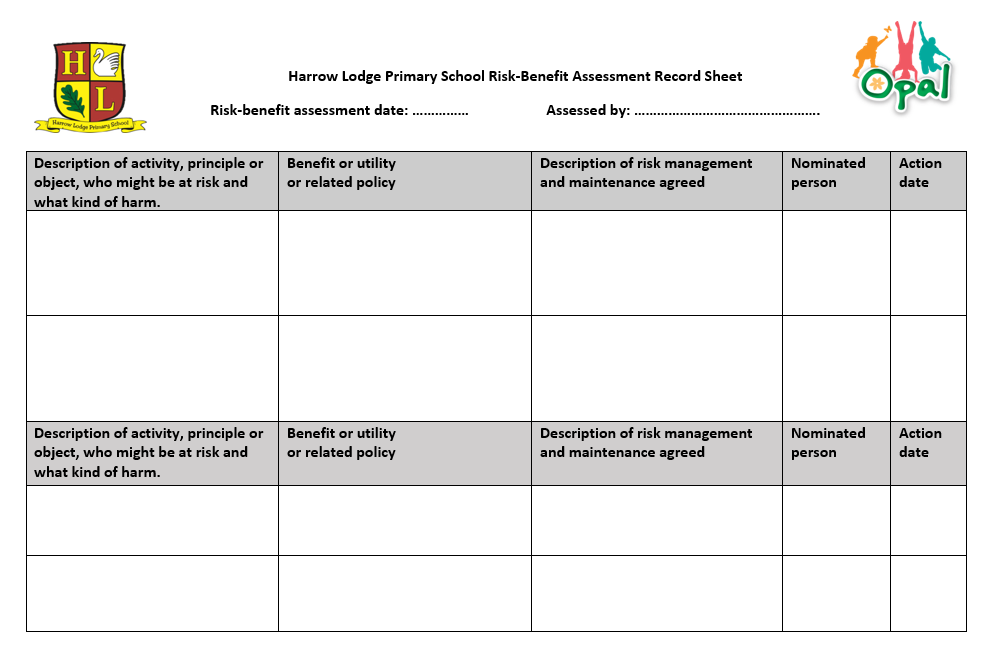 H
L
Harrow Lodge Primary School
Opal
Harrow Lodge Primary School Risk-Benefit Assessment Record Sheet
Risk-benefit assessment date: …………… Assessed by: ……………………………………….
Description of activity, principle or
object, who might be at risk and
what kind of harm.
Benefit or utility
or related policy
Description of risk management
and maintenance agreed
Nominated
person
Action
date
Description of activity, principle or
object, who might be at risk and
what kind of harm.
Benefit or utility
or related policy
Description of risk management
and maintenance agreed
Nominated
person
Action
date